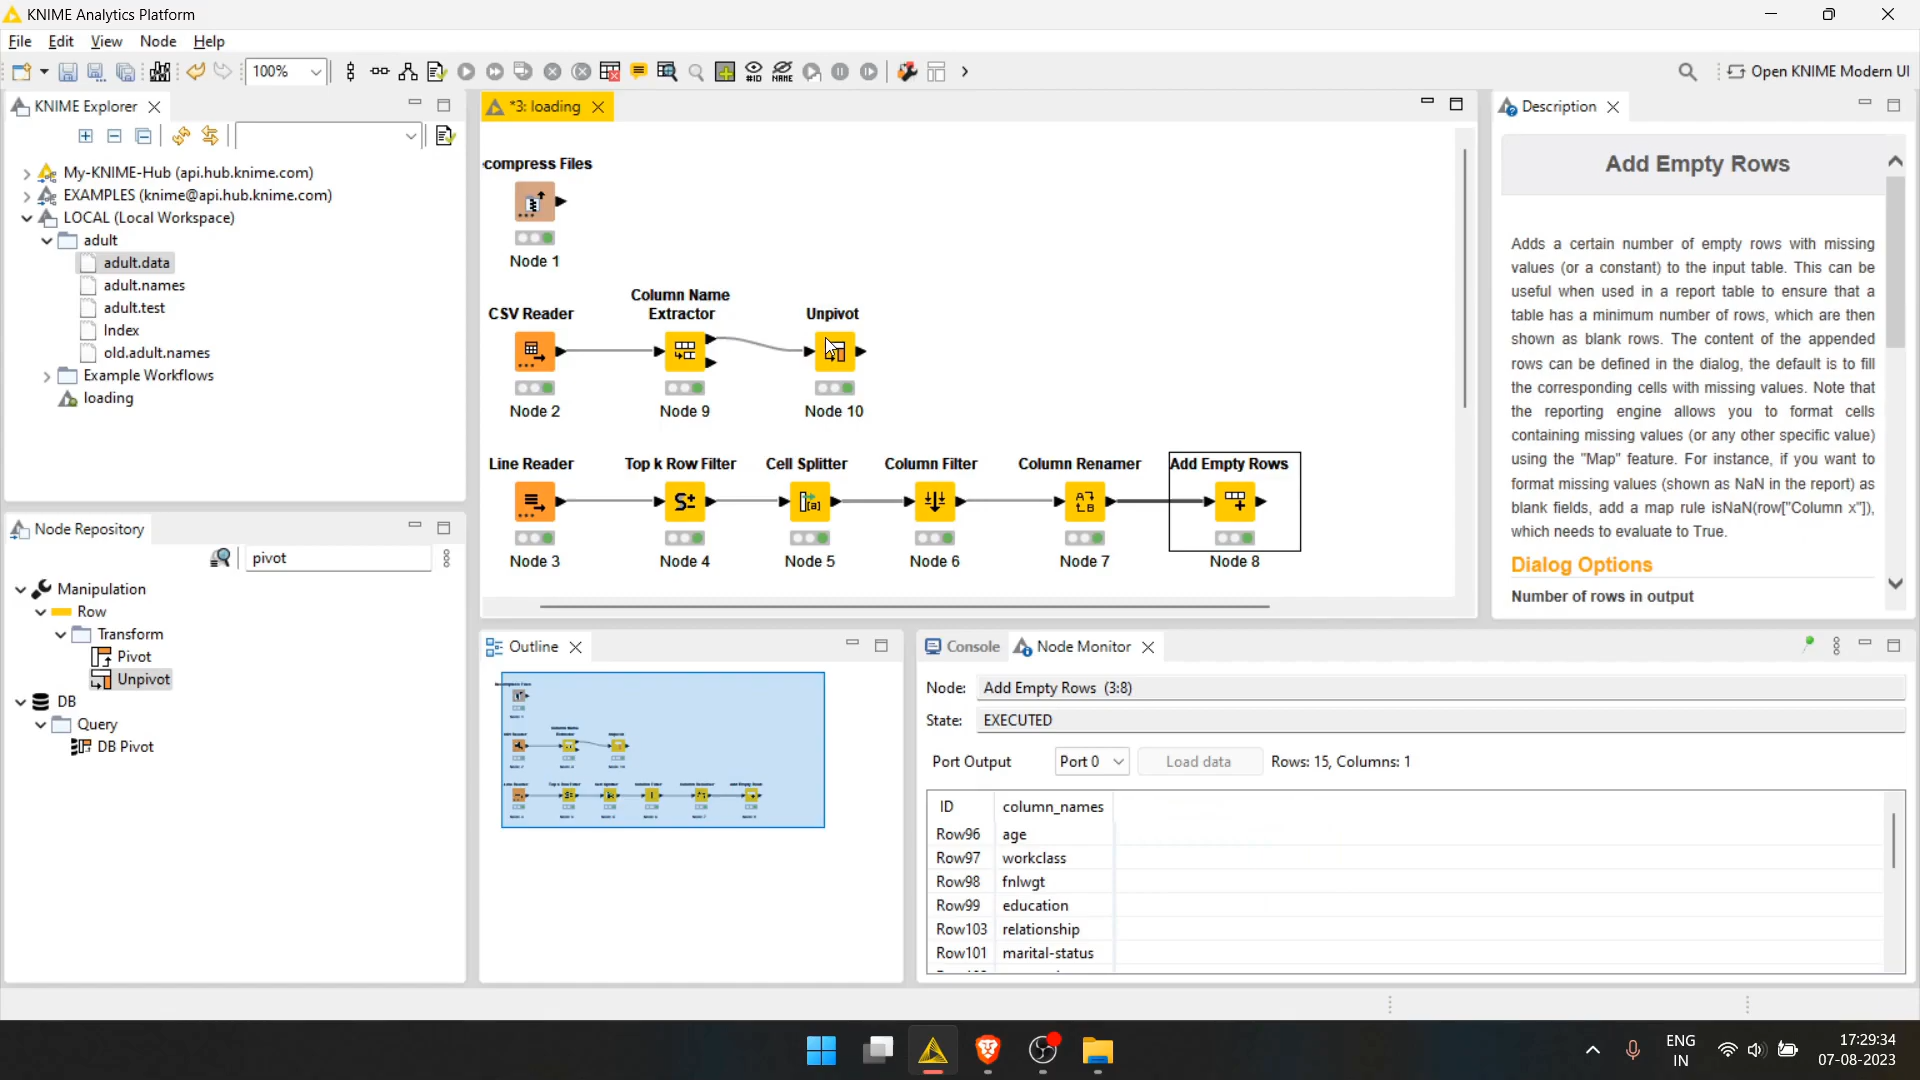 KNIME Analytics Platform
File Edit View Node Help
100%
#ID
NAME
Open KNIME Modern UI
KNIME Explorer
My-KNIME-Hub (api.hub.knime.com)
EXAMPLES (knime@api.hub.knime.com)
LOCAL (Local Workspace)
adult
adult.data
adult.names
adult.test
Index
old.adult.names
Example Workflows
loading
Node Repository
pivot
Manipulation
Row
Transform
Pivot
Unpivot
DB
Query
DB Pivot
*3: loading
compress Files
Node 1
CSV Reader
Node 2
Column Name
Extractor
Node 9
Unpivot
Node 10
Line Reader
Node 3
Top k Row Filter
Node 4
Cell Splitter
Node 5
Column Filter
Node 6
Column Renamer
Node 7
Add Empty Rows
Node 8
Description
Add Empty Rows
Adds a certain number of empty rows with missing
values (or a constant) to the input table. This can be
useful when used in a report table to ensure that a
table has a minimum number of rows, which are then
shown as blank rows. The content of the appended
rows can be defined in the dialog, the default is to fill
the corresponding cells with missing values. Note that
the reporting engine allows you to format cells
containing missing values (or any other specific value)
using the "Map" feature. For instance, if you want to
format missing values (shown as NaN in the report) as
blank fields, add a map rule isNaN(row["Column x"]),
which needs to evaluate to True.
Dialog Options
Number of rows in output
Outline
Console
Node Monitor
Node: Add Empty Rows (3:8)
State: EXECUTED
Port Output Port 0 Load data Rows: 15, Columns: 1
ID column_names
Row96 age
Row97 workclass
Row98 fnlwgt
Row99 education
Row103 relationship
Row101 marital-status
ENG
IN
17:29:34
07-08-2023